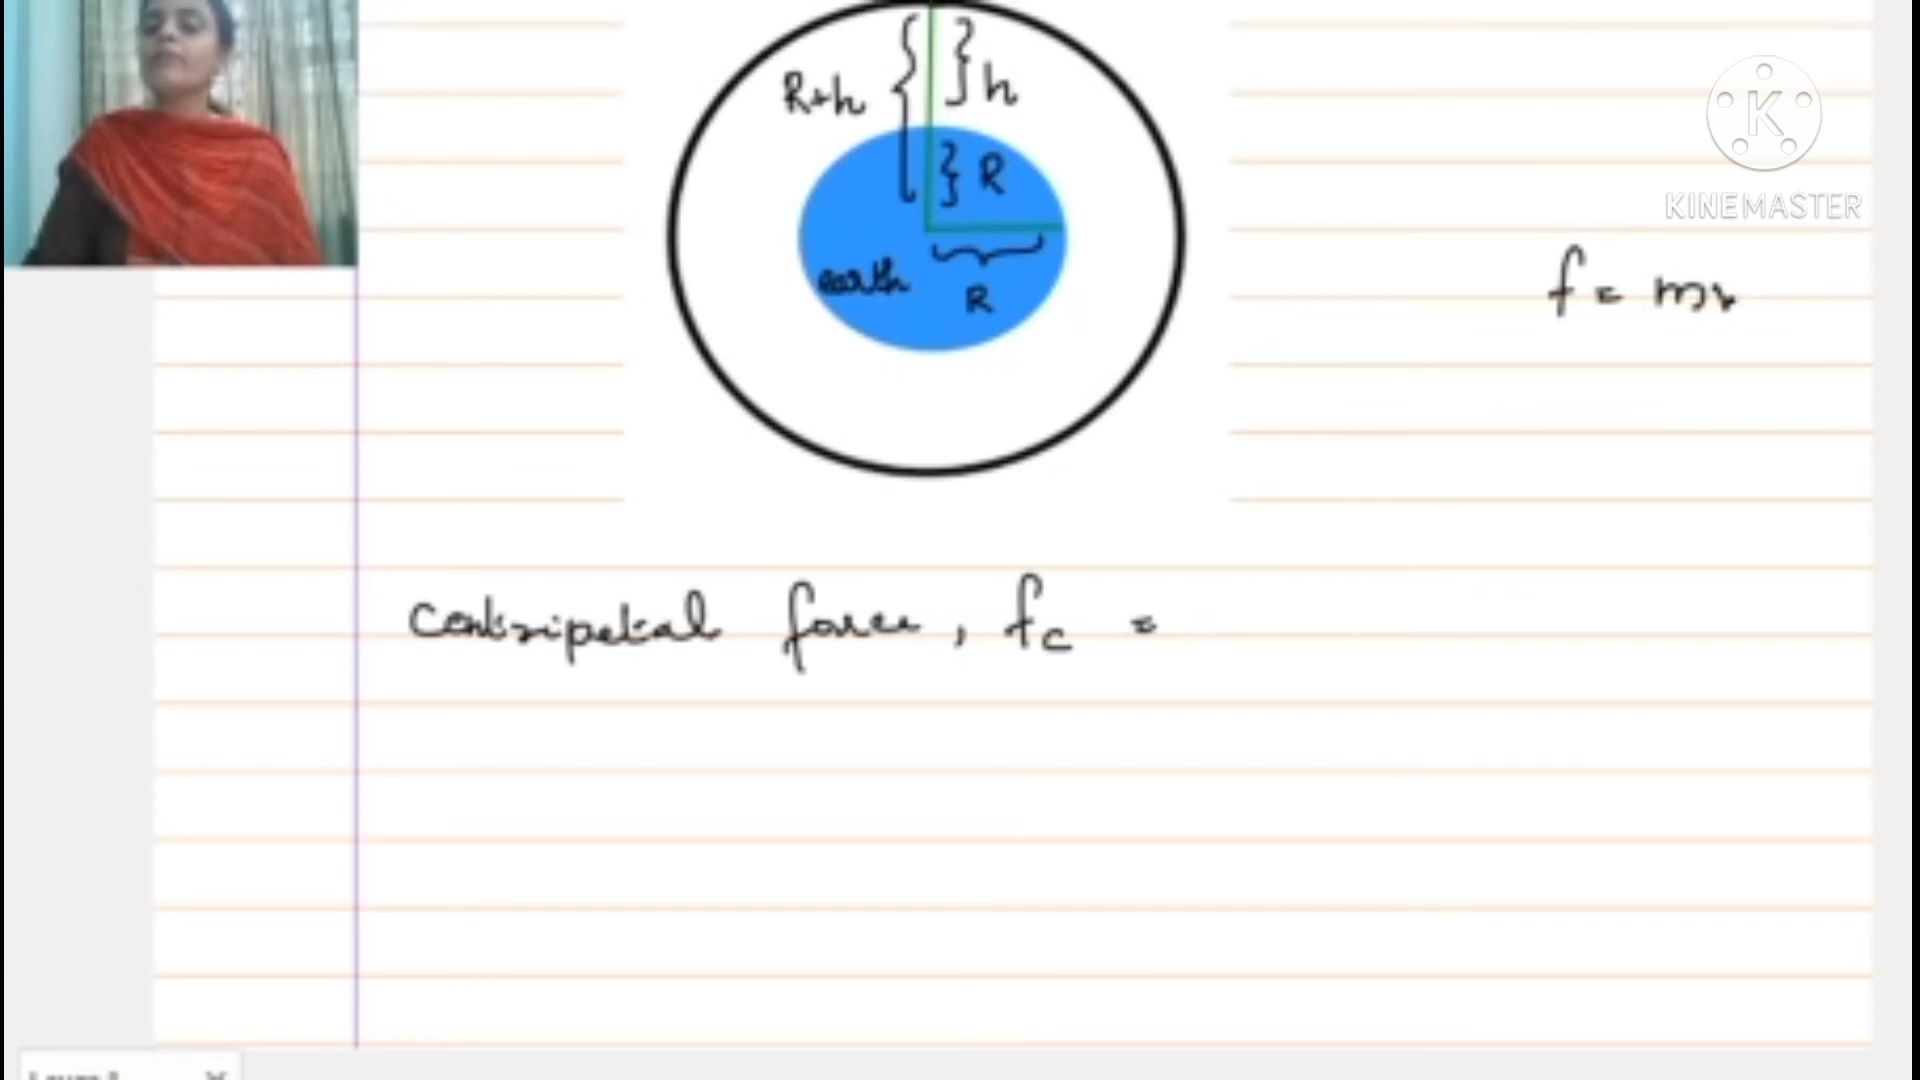 R+h
h
R
earth
R
KINEMASTER
f = mv
Centripetal force, fc =